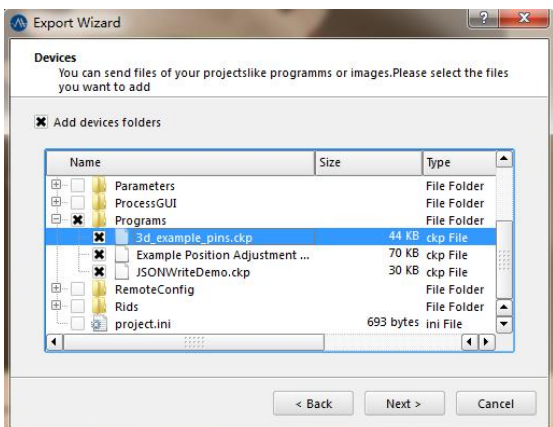 Export Wizard
Devices
You can send files of your projectslike programms or images.Please select the files
you want to add
Add devices folders
Name Size Type
Parameters File Folder
ProcessGUI File Folder
Programs File Folder
3d_example_pins.ckp 44 KB ckp File
Example Position Adjustment ... 70 KB ckp File
JSONWriteDemo.ckp 30 KB ckp File
RemoteConfig File Folder
Rids File Folder
project.ini 693 bytes ini File
< Back Next > Cancel